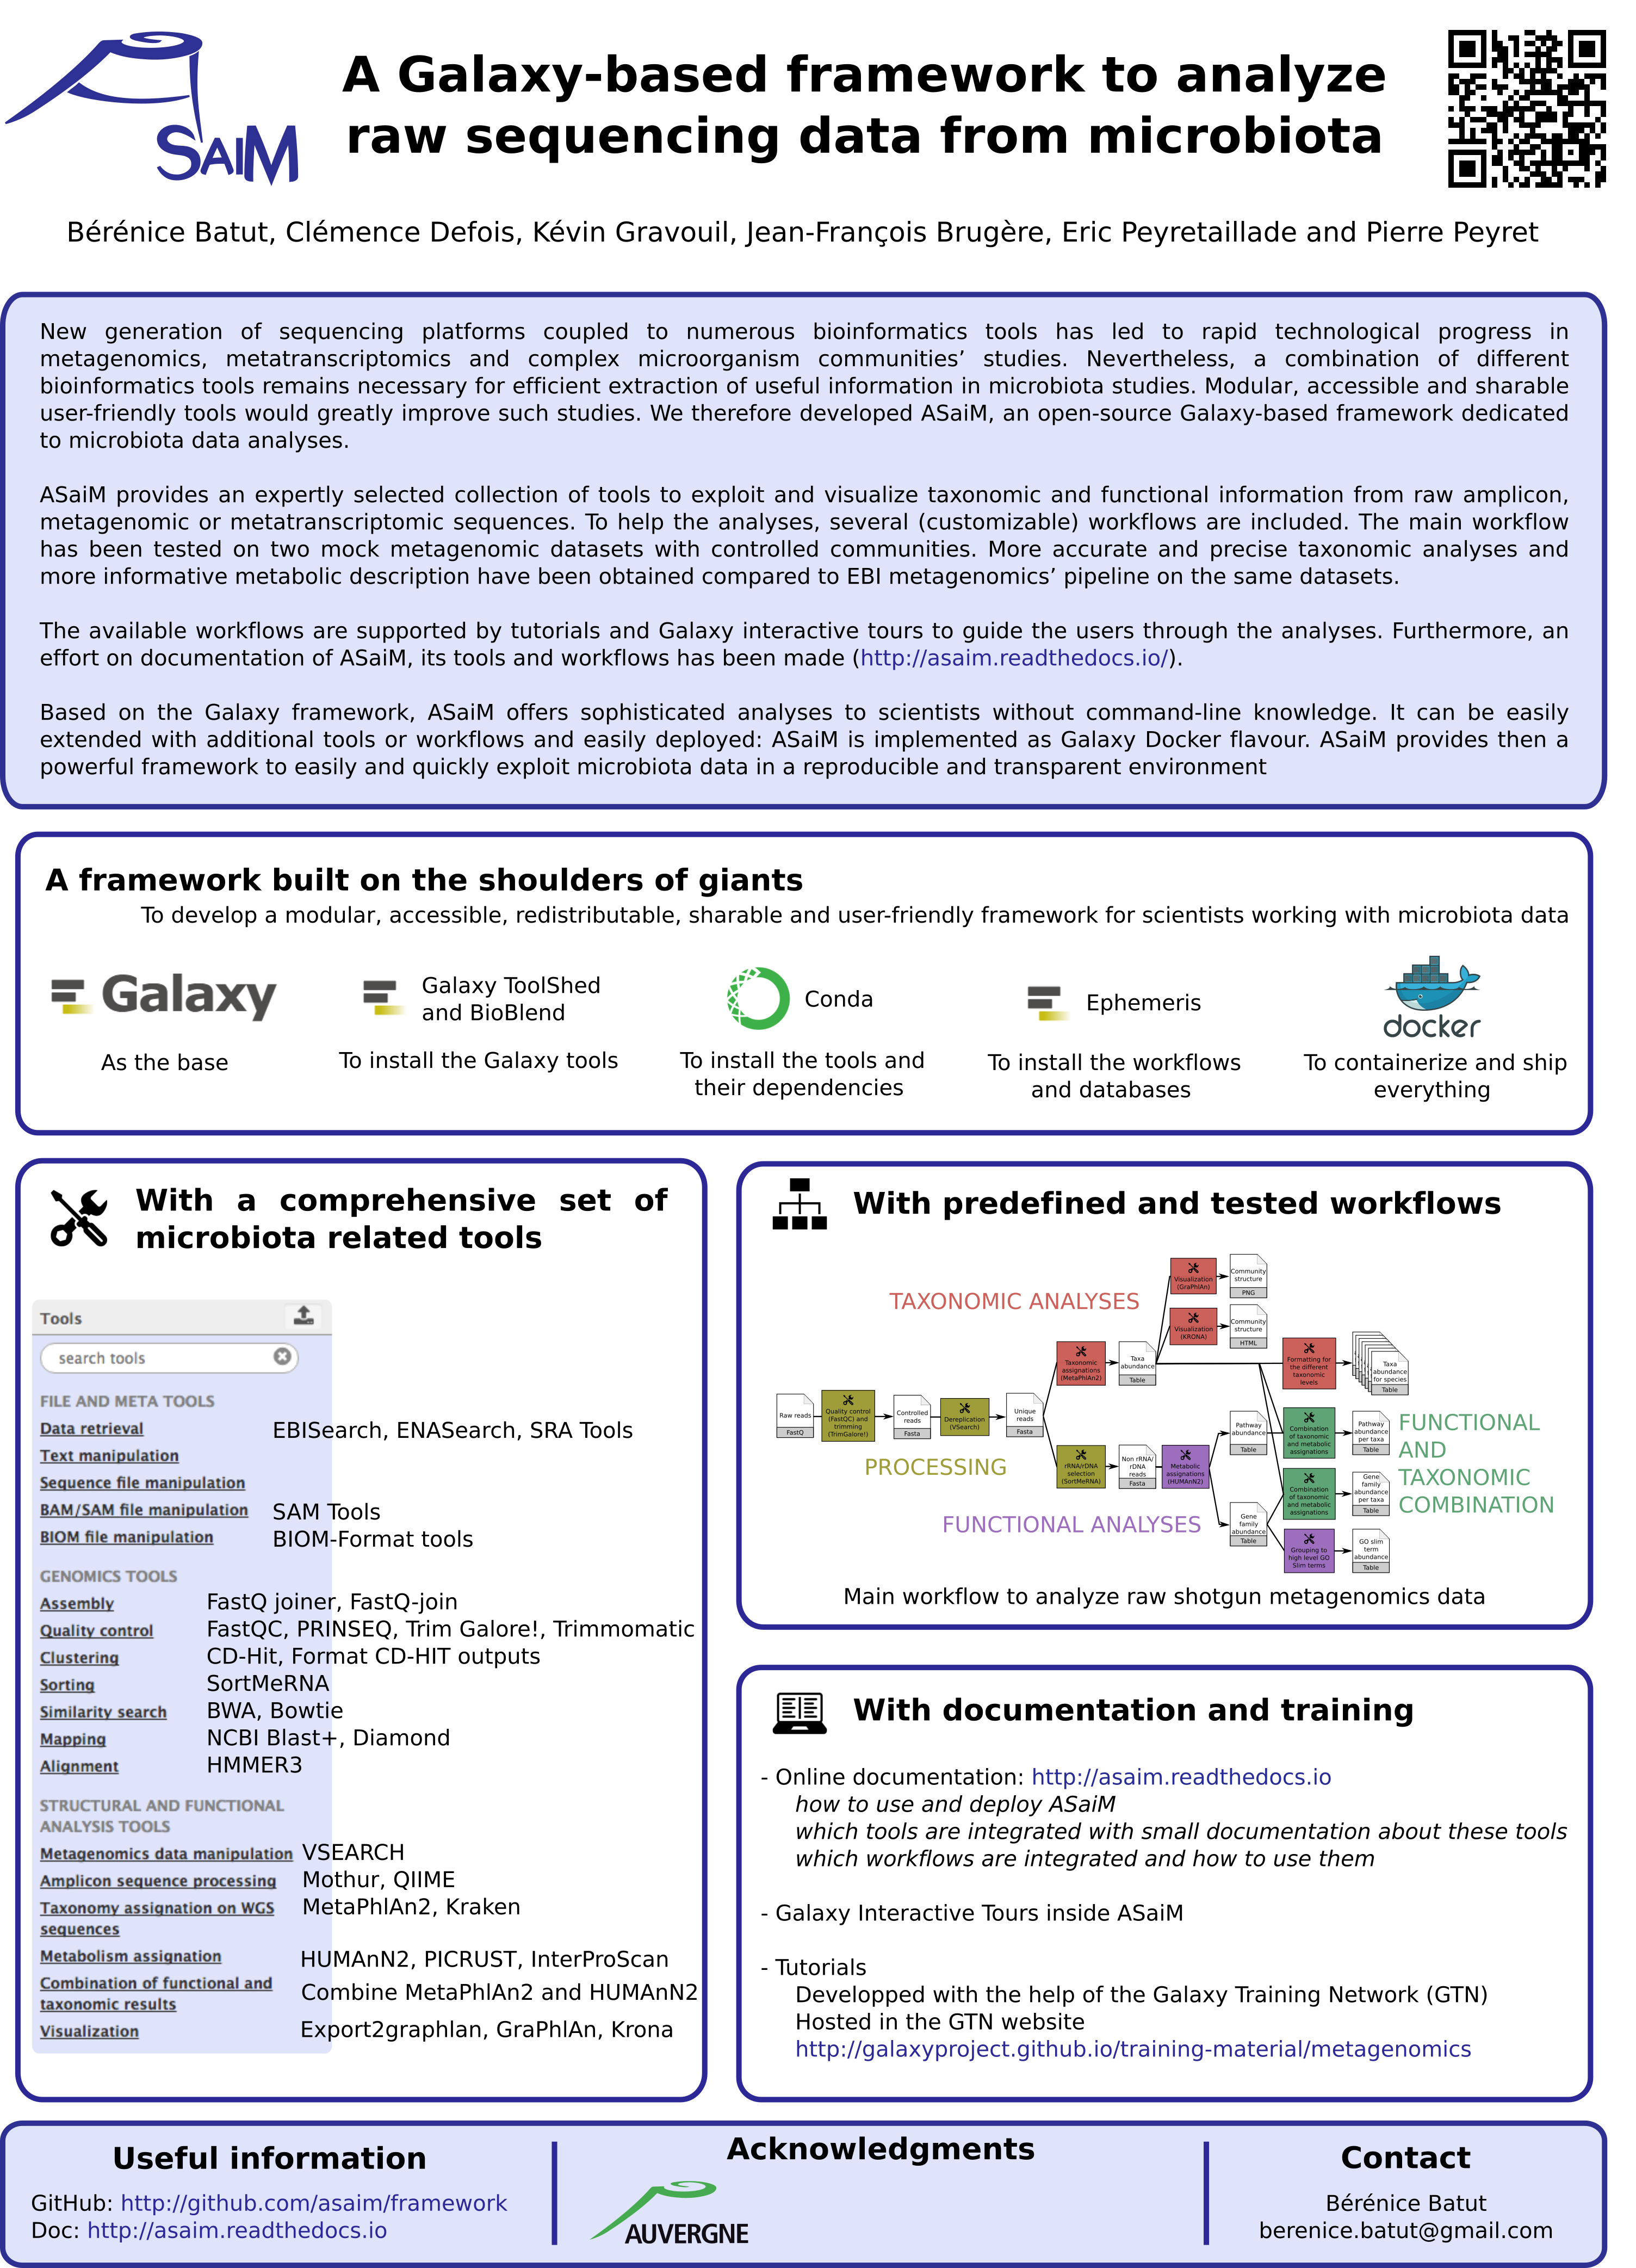 ASaiM
A Galaxy-based framework to analyze
raw sequencing data from microbiota
Bérénice Batut, Clémence Defois, Kévin Gravouil, Jean-François Brugère, Eric Peyretaillade and Pierre Peyret
New generation of sequencing platforms coupled to numerous bioinformatics tools has led to rapid technological progress in
metagenomics, metatranscriptomics and complex microorganism communities’ studies. Nevertheless, a combination of different
bioinformatics tools remains necessary for efficient extraction of useful information in microbiota studies. Modular, accessible and sharable
user-friendly tools would greatly improve such studies. We therefore developed ASaiM, an open-source Galaxy-based framework dedicated
to microbiota data analyses.
ASaiM provides an expertly selected collection of tools to exploit and visualize taxonomic and functional information from raw amplicon,
metagenomic or metatranscriptomic sequences. To help the analyses, several (customizable) workflows are included. The main workflow
has been tested on two mock metagenomic datasets with controlled communities. More accurate and precise taxonomic analyses and
more informative metabolic description have been obtained compared to EBI metagenomics’ pipeline on the same datasets.
The available workflows are supported by tutorials and Galaxy interactive tours to guide the users through the analyses. Furthermore, an
effort on documentation of ASaiM, its tools and workflows has been made (http://asaim.readthedocs.io/).
Based on the Galaxy framework, ASaiM offers sophisticated analyses to scientists without command-line knowledge. It can be easily
extended with additional tools or workflows and easily deployed: ASaiM is implemented as Galaxy Docker flavour. ASaiM provides then a
powerful framework to easily and quickly exploit microbiota data in a reproducible and transparent environment
A framework built on the shoulders of giants
To develop a modular, accessible, redistributable, sharable and user-friendly framework for scientists working with microbiota data
Galaxy
As the base
Galaxy ToolShed
and BioBlend
To install the Galaxy tools
Conda
To install the tools and
their dependencies
Ephemeris
To install the workflows
and databases
docker
To containerize and ship
everything
With a comprehensive set of
microbiota related tools
Tools
search tools
FILE AND META TOOLS
Data retrieval EBISearch, ENASearch, SRA Tools
Text manipulation
Sequence file manipulation
BAM/SAM file manipulation SAM Tools
BIOM file manipulation BIOM-Format tools
GENOMICS TOOLS
Assembly FastQ joiner, FastQ-join
Quality control FastQC, PRINSEQ, Trim Galore!, Trimmomatic
Clustering CD-Hit, Format CD-HIT outputs
Sorting SortMeRNA
Similarity search BWA, Bowtie
Mapping NCBI Blast+, Diamond
Alignment HMMER3
STRUCTURAL AND FUNCTIONAL
ANALYSIS TOOLS
Metagenomics data manipulation VSEARCH
Amplicon sequence processing Mothur, QIIME
Taxonomy assignation on WGS MetaPhlAn2, Kraken
sequences
Metabolism assignation HUMAnN2, PICRUST, InterProScan
Combination of functional and
taxonomic results Combine MetaPhlAn2 and HUMAnN2
Visualization Export2graphlan, GraPhlAn, Krona
With predefined and tested workflows
TAXONOMIC ANALYSES
PROCESSING
FUNCTIONAL ANALYSES
FUNCTIONAL
AND
TAXONOMIC
COMBINATION
Raw reads
FastQ
Quality control
(FastQC) and
trimming
(TrimGalore!)
Controlled
reads
Fasta
Dereplication
(VSearch)
Unique
reads
Fasta
Taxonomic
assignations
(MetaPhlAn2)
Taxa
abundance
Table
Visualization
(GraPhlAn)
Community
structure
PNG
Visualization
(KRONA)
Community
structure
HTML
Formatting for
the different
taxonomic
levels
Taxa
abundance
for species
Table
rRNA/rDNA
selection
(SortMeRNA)
Non rRNA/
rDNA
reads
Fasta
Metabolic
assignations
(HUMAnN2)
Pathway
abundance
Table
Gene
family
abundance
Table
Combination
of taxonomic
and metabolic
assignations
Pathway
abundance
per taxa
Table
Combination
of taxonomic
and metabolic
assignations
Gene
family
abundance
per taxa
Table
Grouping to
high level GO
Slim terms
GO slim
term
abundance
Table
Main workflow to analyze raw shotgun metagenomics data
With documentation and training
- Online documentation: http://asaim.readthedocs.io
how to use and deploy ASaiM
which tools are integrated with small documentation about these tools
which workflows are integrated and how to use them
- Galaxy Interactive Tours inside ASaiM
- Tutorials
Developped with the help of the Galaxy Training Network (GTN)
Hosted in the GTN website
http://galaxyproject.github.io/training-material/metagenomics
Useful information
GitHub: http://github.com/asaim/framework
Doc: http://asaim.readthedocs.io
Acknowledgments
AUVERGNE
Contact
Bérénice Batut
berenice.batut@gmail.com